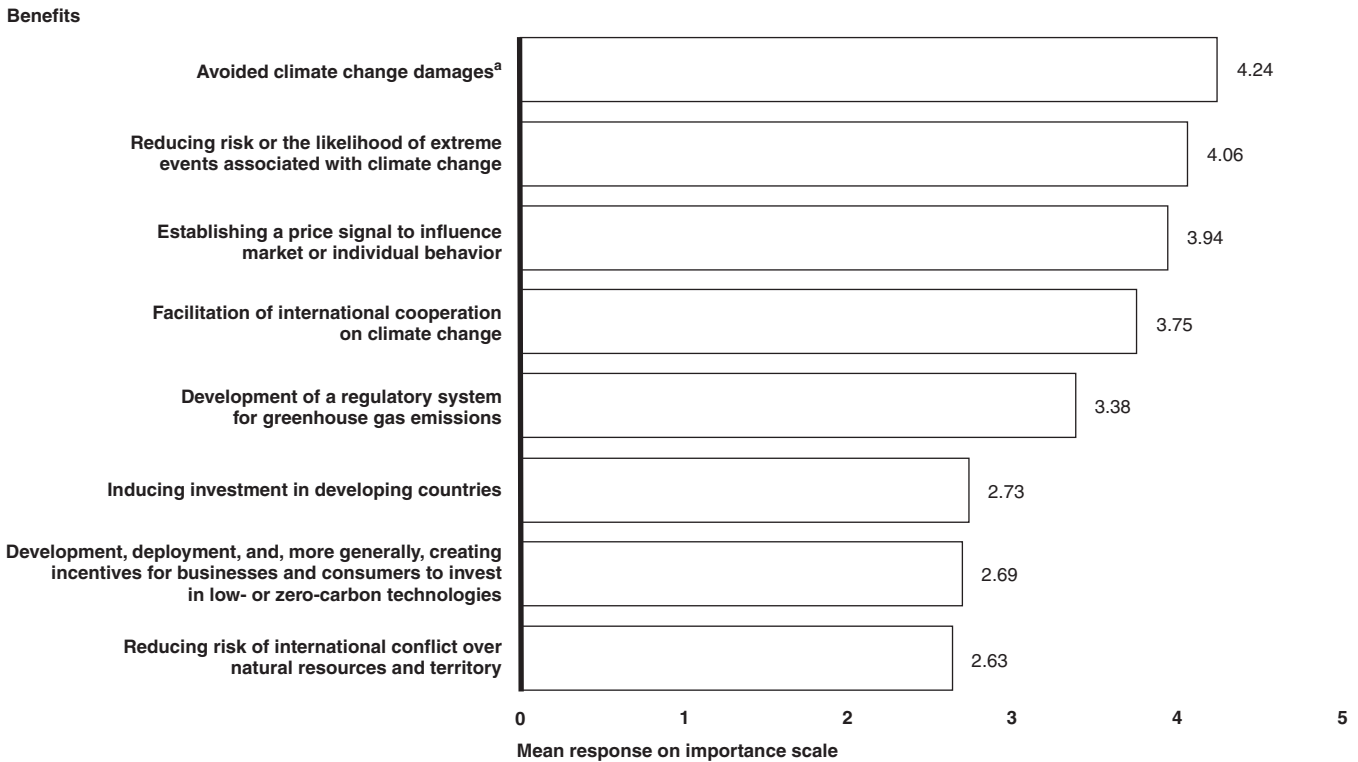 Benefits
Avoided climate change damagesa
4.24
Reducing risk or the likelihood of extreme
events associated with climate change
4.06
Establishing a price signal to influence
market or individual behavior
3.94
Facilitation of international cooperation
on climate change
3.75
Development of a regulatory system
for greenhouse gas emissions
3.38
Inducing investment in developing countries
2.73
Development, deployment, and, more generally, creating
incentives for businesses and consumers to invest
in low- or zero-carbon technologies
2.69
Reducing risk of international conflict over
natural resources and territory
2.63
0 1 2 3 4 5
Mean response on importance scale